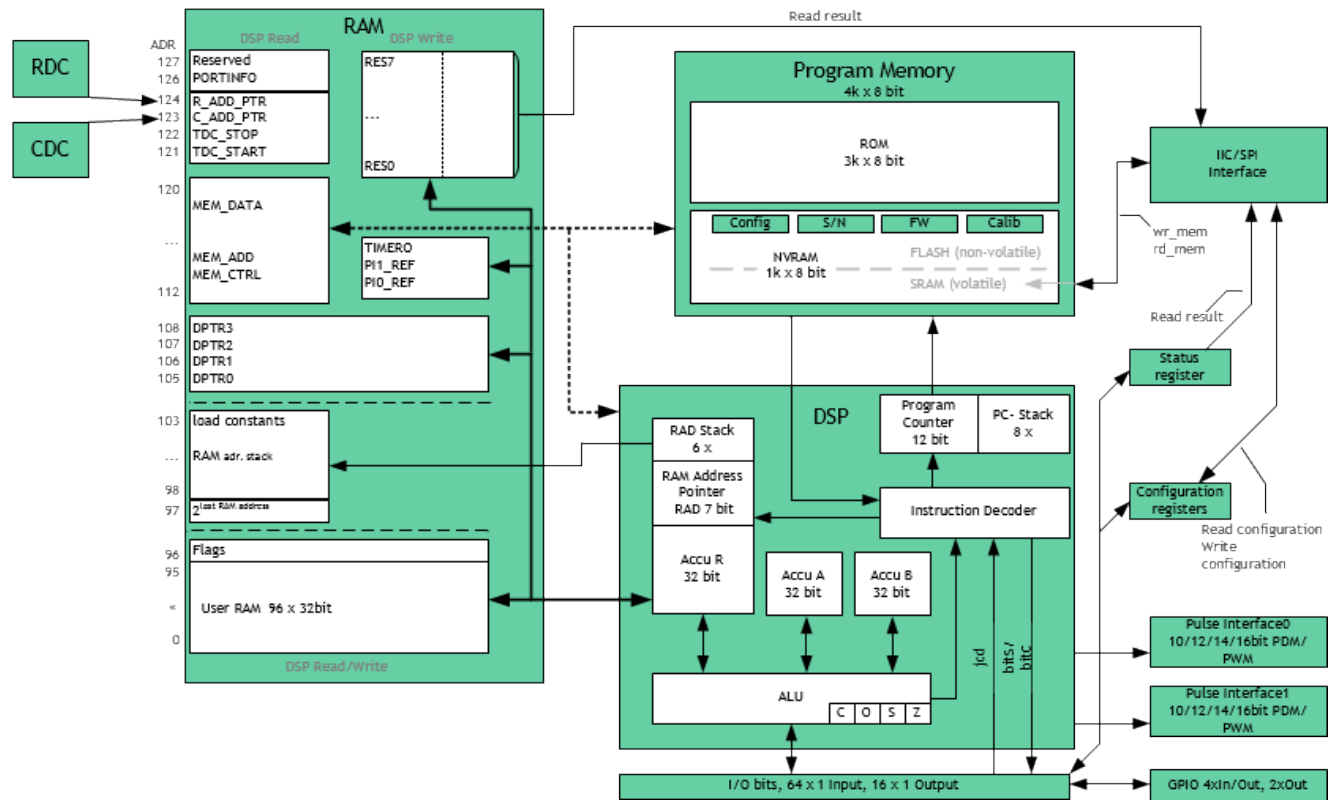 RAM
Read result
ADR
DSP Read
DSP Write
RDC
CDC
127
126
124
123
122
121
120
...
112
108
107
106
105
103
...
98
97
96
95
«
0
Reserved
PORTINFO
R_ADD_PTR
C_ADD_PTR
TDC_STOP
TDC_START
MEM_DATA
MEM_ADD
MEM_CTRL
RES7
...
RES0
TIMER0
PI1_REF
PI0_REF
DPTR3
DPTR2
DPTR1
DPTR0
load constants
RAM adr. stack
2last RAM address
Flags
User RAM 96 x 32bit
DSP Read/Write
Program Memory
4k x 8 bit
ROM
3k x 8 bit
Config
S/N
FW
Calib
NVRAM
1k x 8 bit
FLASH (non-volatile)
SRAM (volatile)
IIC/SPI
Interface
wr_mem
rd_mem
Read result
Status
register
Configuration
registers
Read configuration
Write
configuration
DSP
Program
Counter
12 bit
PC- Stack
8 x
RAD Stack
6 x
RAM Address
Pointer
RAD 7 bit
Instruction Decoder
Accu R
32 bit
Accu A
32 bit
Accu B
32 bit
jcd
bits/
bitc
ALU
C
O
S
Z
I/O bits, 64 x 1 Input, 16 x 1 Output
Pulse Interface0
10/12/14/16bit PDM/
PWM
Pulse Interface1
10/12/14/16bit PDM/
PWM
GPIO 4xIn/Out, 2xOut